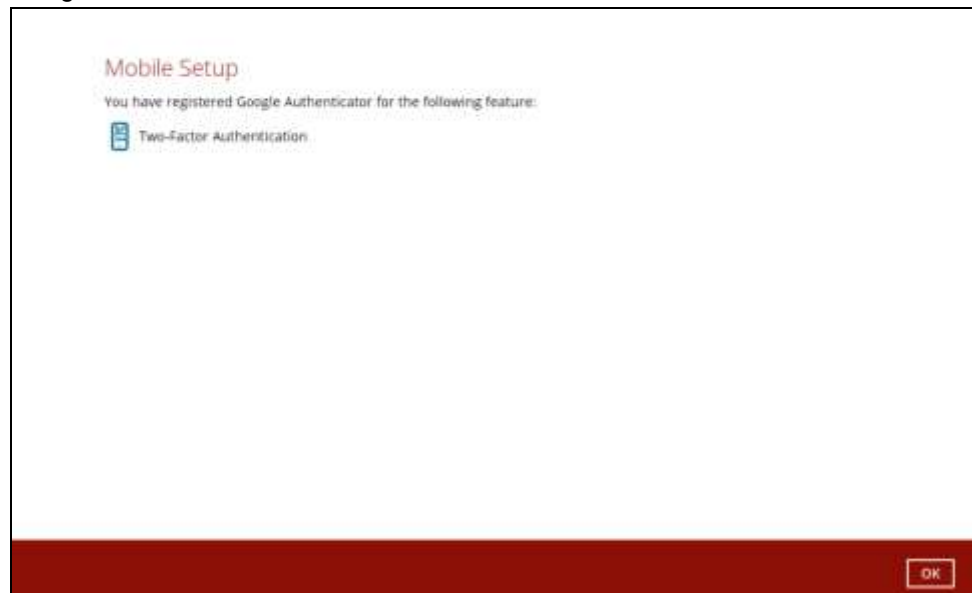 Mobile Setup
You have registered Google Authenticator for the following feature:
Two-Factor Authentication
OK